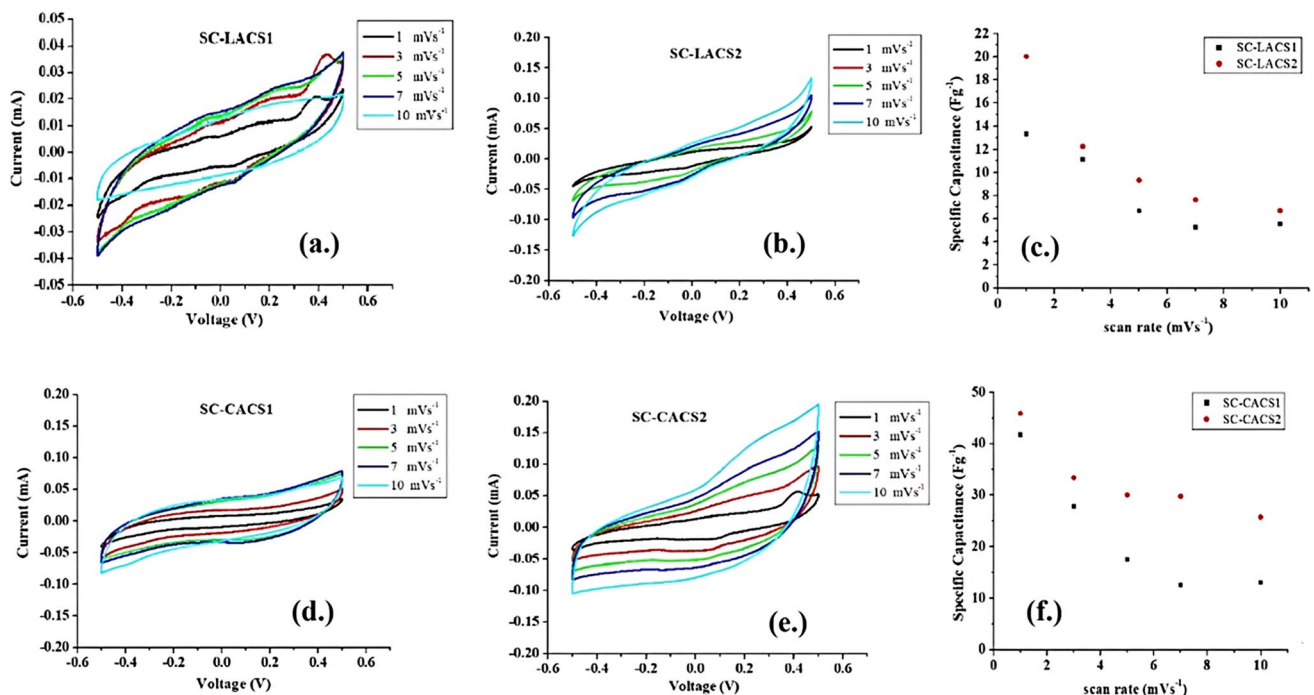 SC-LACS1
1 mVs-1
3 mVs-1
5 mVs-1
7 mVs-1
10 mVs-1
0.05
0.04
0.03
0.02
0.01
0.00
-0.01
-0.02
-0.03
-0.04
-0.05
Current (mA)
(a.)
-0.6 -0.4 -0.2 0.0 0.2 0.4 0.6
Voltage (V)
SC-LACS2
1 mVs-1
3 mVs-1
5 mVs-1
7 mVs-1
10 mVs-1
0.20
0.15
0.10
0.05
0.00
-0.05
-0.10
-0.15
-0.20
Current (mA)
(b.)
-0.6 -0.4 -0.2 0.0 0.2 0.4 0.6
Voltage (V)
SC-LACS1
SC-LACS2
22
20
18
16
14
12
10
8
6
4
2
0
Specific Capacitance (Fg-1)
(c.)
0 2 4 6 8 10
scan rate (mVs-1)
SC-CACS1
1 mVs-1
3 mVs-1
5 mVs-1
7 mVs-1
10 mVs-1
0.20
0.15
0.10
0.05
0.00
-0.05
-0.10
-0.15
-0.20
Current (mA)
(d.)
-0.6 -0.4 -0.2 0.0 0.2 0.4 0.6
Voltage (V)
SC-CACS2
1 mVs-1
3 mVs-1
5 mVs-1
7 mVs-1
10 mVs-1
0.20
0.15
0.10
0.05
0.00
-0.05
-0.10
-0.15
-0.20
Current (mA)
(e.)
-0.6 -0.4 -0.2 0.0 0.2 0.4 0.6
Voltage (V)
SC-CACS1
SC-CACS2
50
40
30
20
10
0
Specific Capacitance (Fg-1)
(f.)
0 2 4 6 8 10
scan rate (mVs-1)